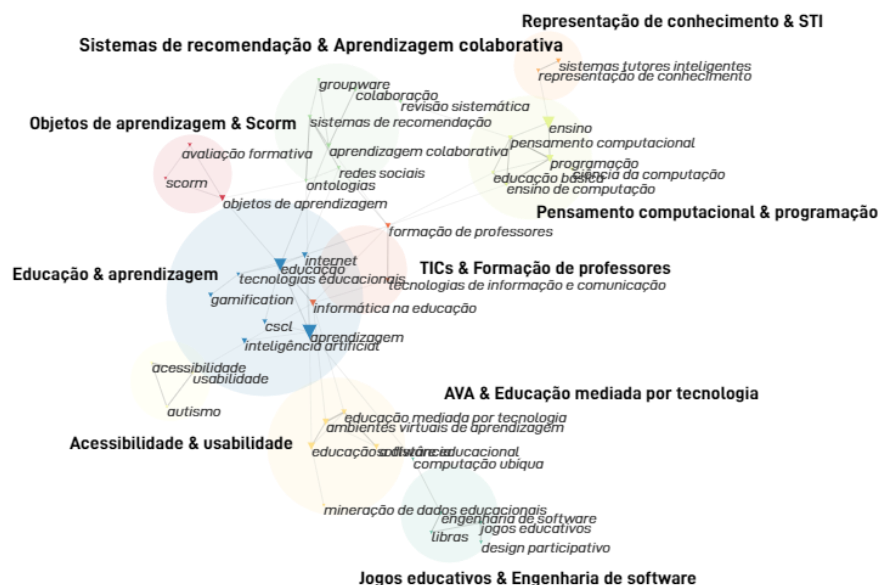 Representação de conhecimento & STI
Sistemas de recomendação & Aprendizagem colaborativa
sistemas tutores inteligentes
representação de conhecimento
groupware
colaboração
revisão sistemática
Objetos de aprendizagem & Scorm
sistemas de recomendação
ensino
pensamento computacional
avaliação formativa
aprendizagem colaborativa
programação
ciência da computação
redes sociais
educação básica
scorm
ontologias
ensino de computação
objetos de aprendizagem
Pensamento computacional & programação
formação de professores
internet
educação
TICs & Formação de professores
Educação & aprendizagem
tecnologias educacionais
tecnologias de informação e comunicação
gamification
informática na educação
cscl
aprendizagem
inteligência artificial
acessibilidade
usabilidade
AVA & Educação mediada por tecnologia
autismo
educação mediada por tecnologia
ambientes virtuais de aprendizagem
Acessibilidade & usabilidade
educação a distância
software educacional
computação ubíqua
mineração de dados educacionais
engenharia de software
jogos educativos
libras
design participativo
Jogos educativos & Engenharia de software